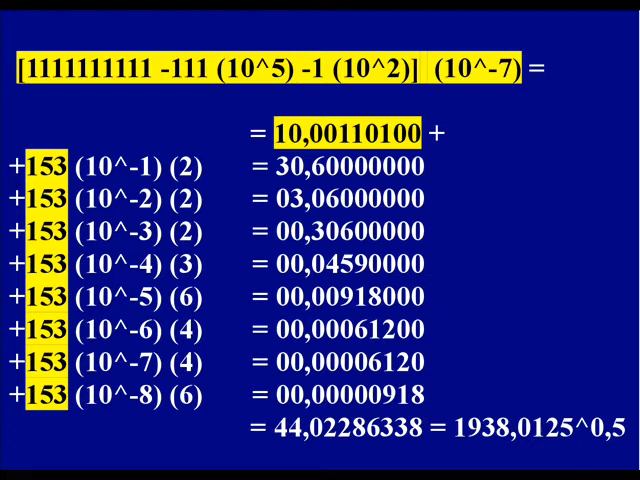 [1111111111 -111 (10^5) -1 (10^2)] (10^-7) =
= 10,00110100 +
+153 (10^-1) (2) = 30,60000000
+153 (10^-2) (2) = 03,06000000
+153 (10^-3) (2) = 00,30600000
+153 (10^-4) (3) = 00,04590000
+153 (10^-5) (6) = 00,00918000
+153 (10^-6) (4) = 00,00061200
+153 (10^-7) (4) = 00,00006120
+153 (10^-8) (6) = 00,00000918
= 44,02286338 = 1938,0125^0,5